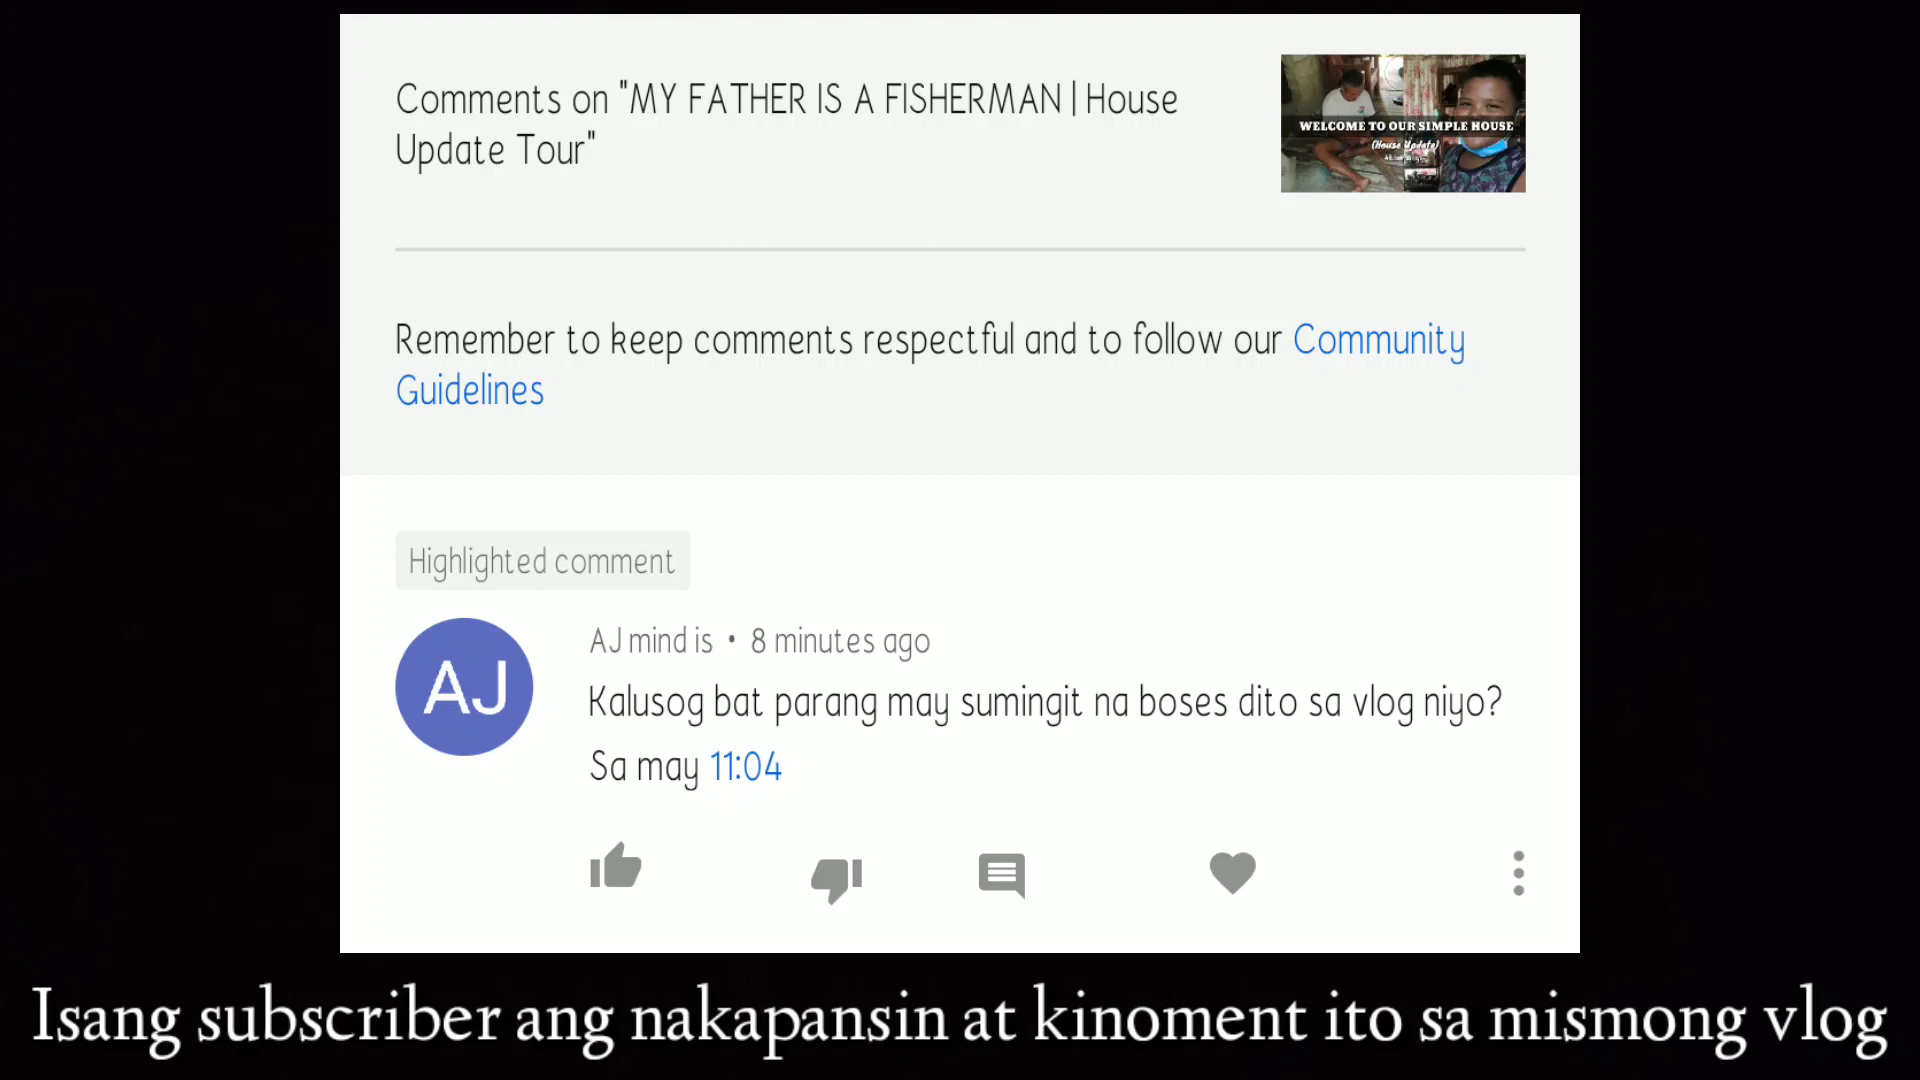 Comments on "MY FATHER IS A FISHERMAN | House
Update Tour"
WELCOME TO OUR SIMPLE HOUSE
(House Update)
Remember to keep comments respectful and to follow our Community
Guidelines
Highlighted comment
AJ
AJ mind is • 8 minutes ago
Kalusog bat parang may sumingit na boses dito sa vlog niyo?
Sa may 11:04
Isang subscriber ang nakapansin at kinoment ito sa mismong vlog